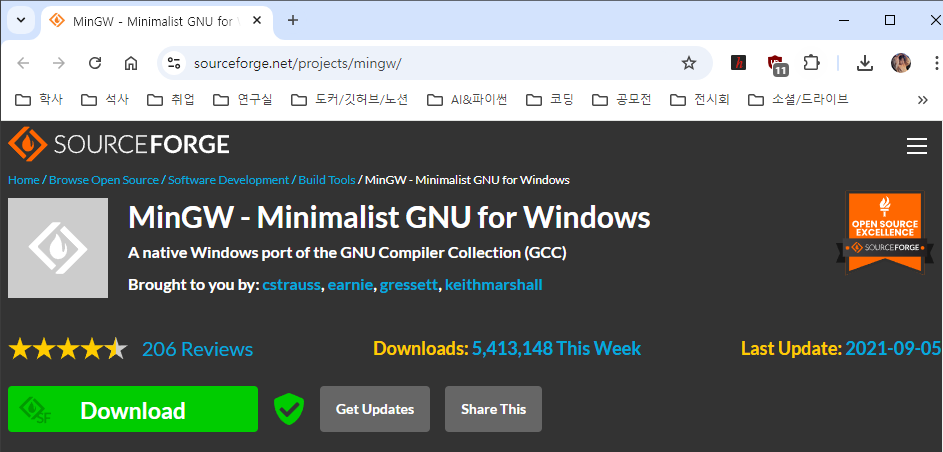 MinGW - Minimalist GNU for W
sourceforge.net/projects/mingw/
11
학사 석사 취업 연구실 도커/깃허브/노션 AI&파이썬 코딩 공모전 전시회 소셜/드라이브
SOURCEFORGE
Home / Browse Open Source / Software Development / Build Tools / MinGW - Minimalist GNU for Windows
MinGW - Minimalist GNU for Windows
A native Windows port of the GNU Compiler Collection (GCC)
Brought to you by: cstrauss, earnie, gressett, keithmarshall
OPEN SOURCE
EXCELLENCE
SOURCEFORGE
206 Reviews Downloads: 5,413,148 This Week Last Update: 2021-09-05
SF Download Get Updates Share This